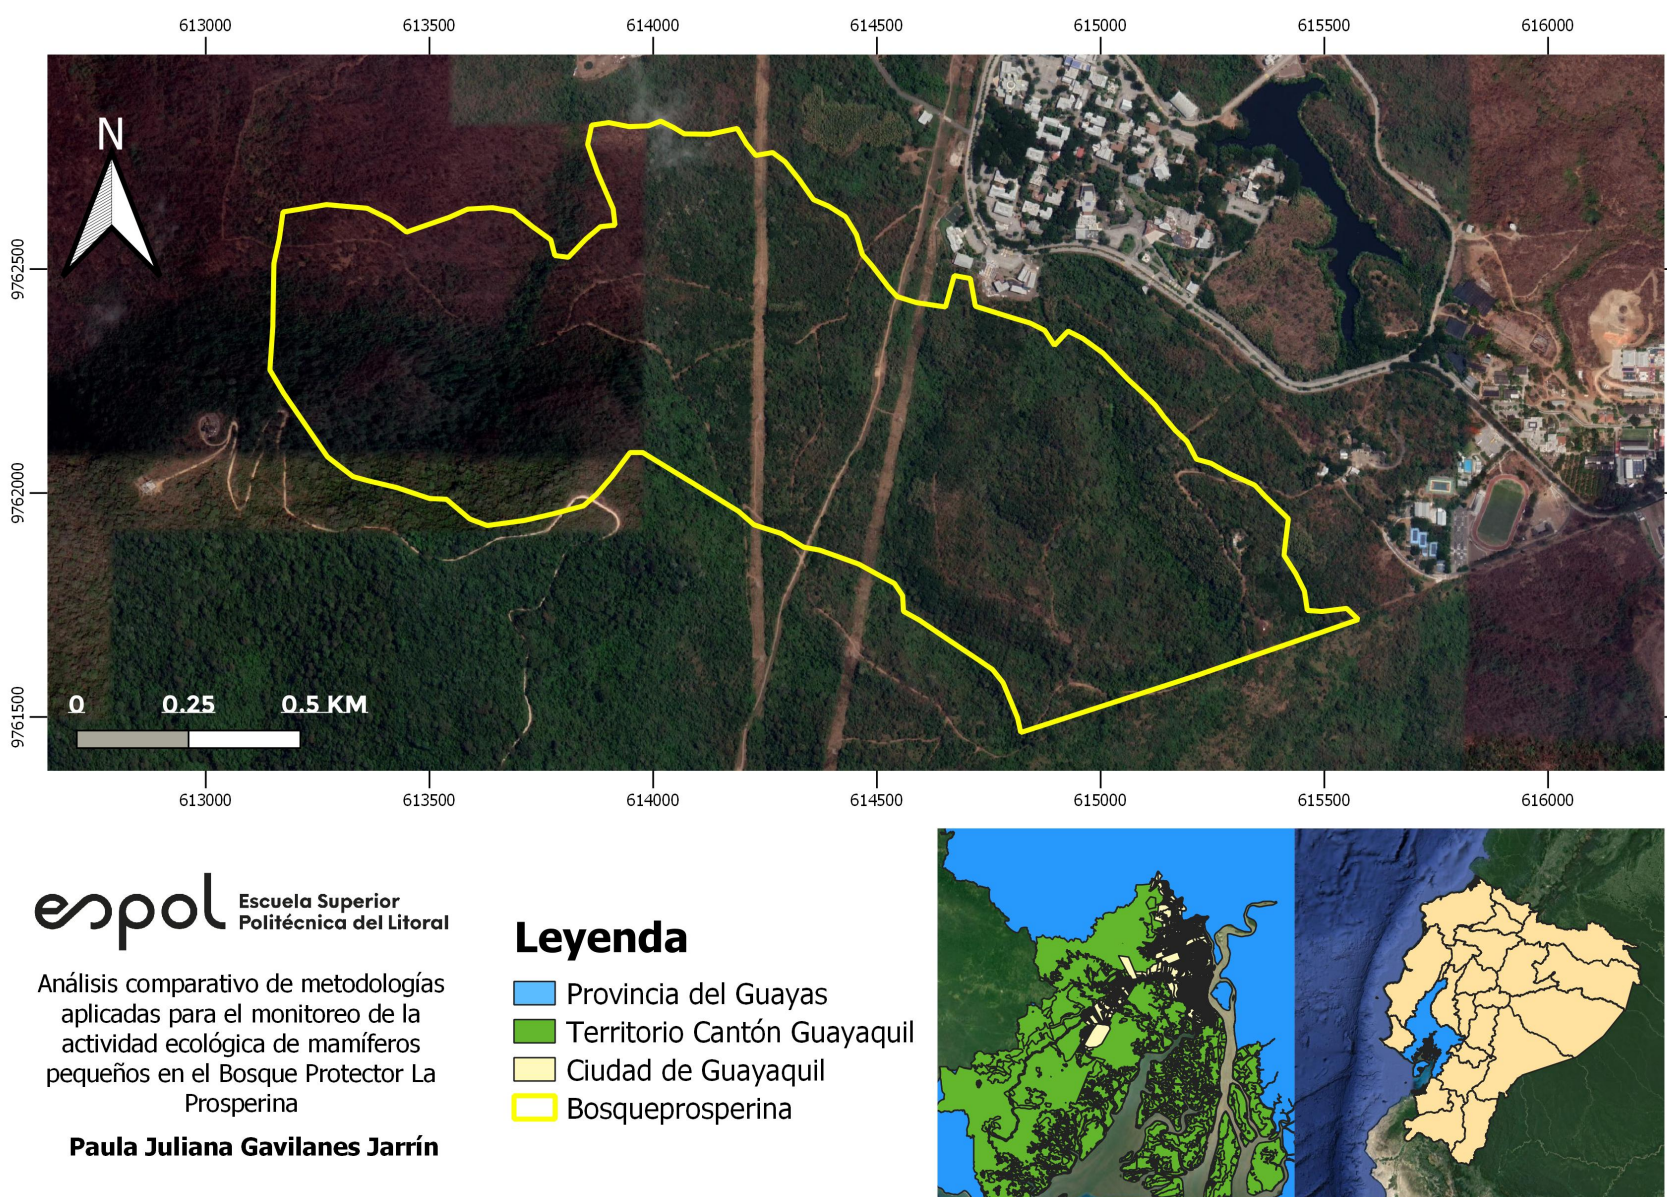 613000 613500 614000 614500 615000 615500 616000
N
9762500
9762000
9761500
0 0.25 0.5 KM
613000 613500 614000 614500 615000 615500 616000
espol Escuela Superior
Politécnica del Litoral
Análisis comparativo de metodologías
aplicadas para el monitoreo de la
actividad ecológica de mamíferos
pequeños en el Bosque Protector La
Prosperina
Paula Juliana Gavilanes Jarrín
Leyenda
Provincia del Guayas
Territorio Cantón Guayaquil
Ciudad de Guayaquil
Bosqueprosperina